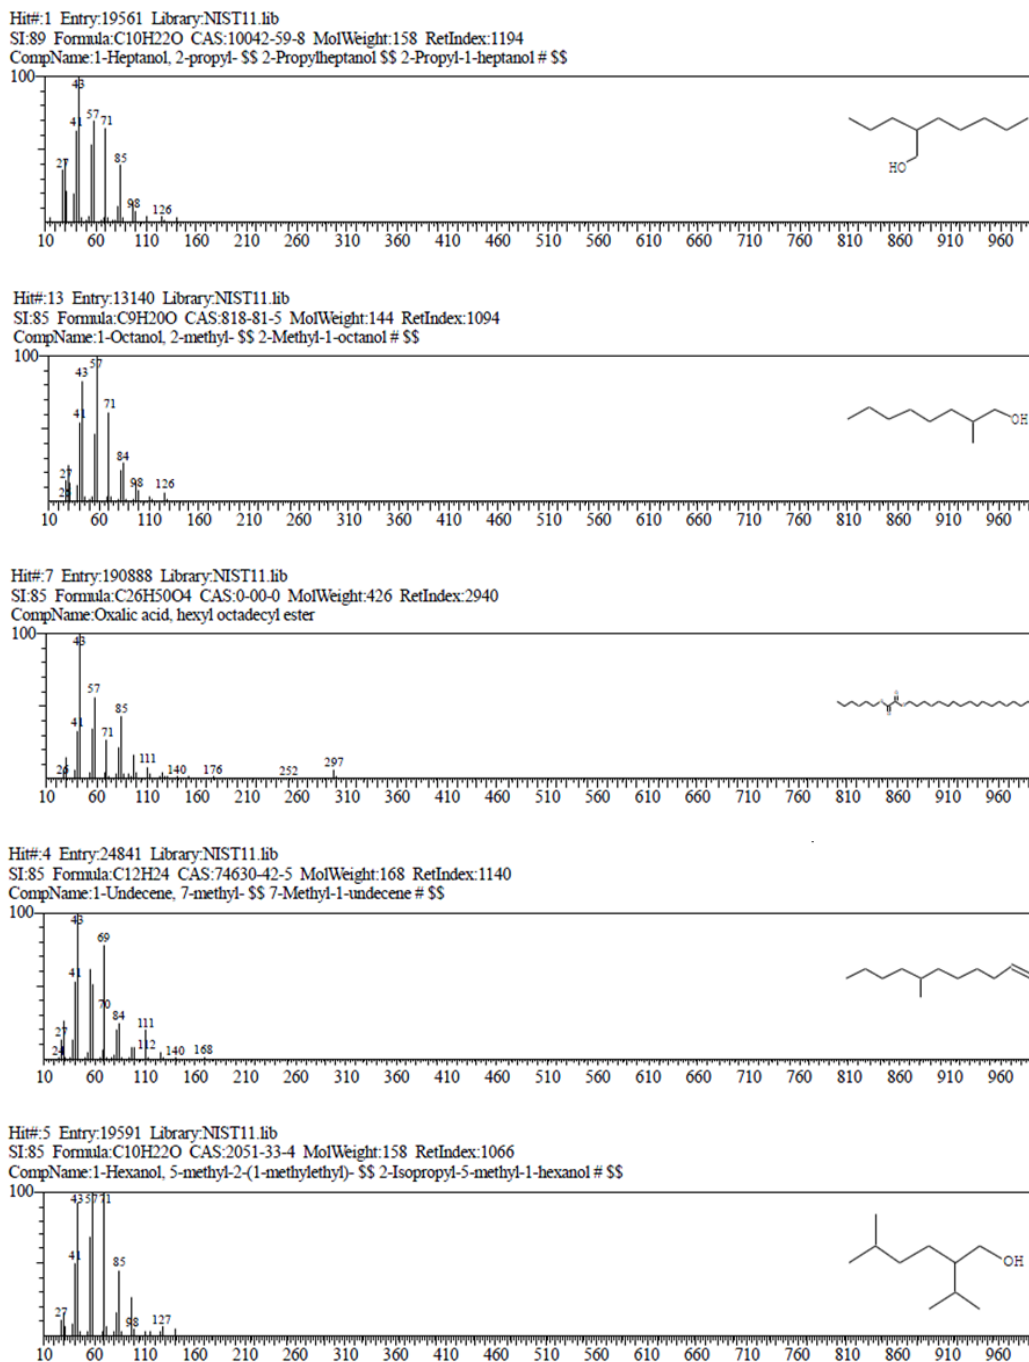 Hit#:1 Entry:19561 Library:NIST11.lib
SI:89 Formula:C10H22O CAS:10042-59-8 MolWeight:158 RetIndex:1194
CompName:1-Heptanol, 2-propyl- $$ 2-Propylheptanol $$ 2-Propyl-1-heptanol # $$
100
43
57 71
41
85
27
98 126
HO
10 60 110 160 210 260 310 360 410 460 510 560 610 660 710 760 810 860 910 960
Hit#:13 Entry:13140 Library:NIST11.lib
SI:85 Formula:C9H20O CAS:818-81-5 MolWeight:144 RetIndex:1094
CompName:1-Octanol, 2-methyl- $$ 2-Methyl-1-octanol # $$
100
57
43
71
41
84
27
98 126
OH
10 60 110 160 210 260 310 360 410 460 510 560 610 660 710 760 810 860 910 960
Hit#:7 Entry:190888 Library:NIST11.lib
SI:85 Formula:C26H50O4 CAS:0-00-0 MolWeight:426 RetIndex:2940
CompName:Oxalic acid, hexyl octadecyl ester
100
43
57
85
41 71
111
26 140 176 252 297
10 60 110 160 210 260 310 360 410 460 510 560 610 660 710 760 810 860 910 960
Hit#:4 Entry:24841 Library:NIST11.lib
SI:85 Formula:C12H24 CAS:74630-42-5 MolWeight:168 RetIndex:1140
CompName:1-Undecene, 7-methyl- $$ 7-Methyl-1-undecene # $$
100
43
69
41
70
84 111
27
112 140 168
10 60 110 160 210 260 310 360 410 460 510 560 610 660 710 760 810 860 910 960
Hit#:5 Entry:19591 Library:NIST11.lib
SI:85 Formula:C10H22O CAS:2051-33-4 MolWeight:158 RetIndex:1066
CompName:1-Hexanol, 5-methyl-2-(1-methylethyl)- $$ 2-Isopropyl-5-methyl-1-hexanol # $$
100
43 57 71
41
85
27
98 127
OH
10 60 110 160 210 260 310 360 410 460 510 560 610 660 710 760 810 860 910 960